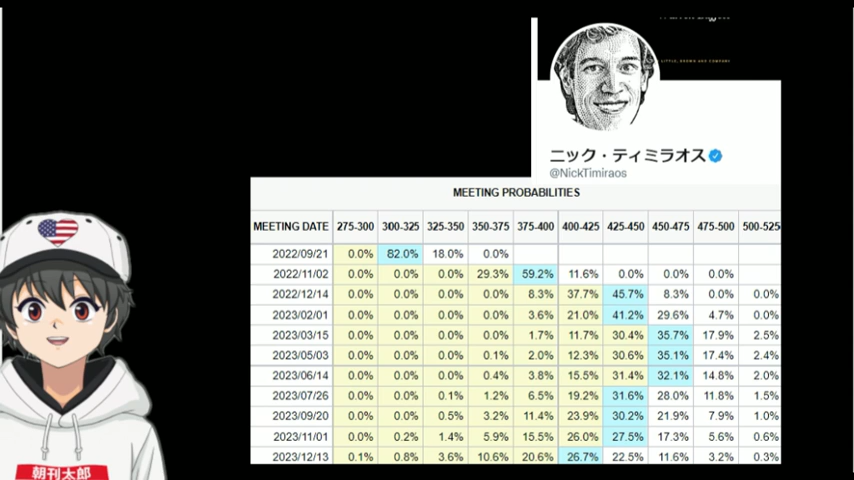 LITTLE, BROWN AND COMPANY
ニック・ティミラオス
@NickTimiraos
MEETING PROBABILITIES
MEETING DATE 275-300 300-325 325-350 350-375 375-400 400-425 425-450 450-475 475-500 500-525
2022/09/21 0.0% 82.0% 18.0% 0.0%
2022/11/02 0.0% 0.0% 0.0% 29.3% 59.2% 11.6% 0.0% 0.0% 0.0%
2022/12/14 0.0% 0.0% 0.0% 0.0% 8.3% 37.7% 45.7% 8.3% 0.0% 0.0%
2023/02/01 0.0% 0.0% 0.0% 0.0% 3.6% 21.0% 41.2% 29.6% 4.7% 0.0%
2023/03/15 0.0% 0.0% 0.0% 0.0% 1.7% 11.7% 30.4% 35.7% 17.9% 2.5%
2023/05/03 0.0% 0.0% 0.0% 0.1% 2.0% 12.3% 30.6% 35.1% 17.4% 2.4%
2023/06/14 0.0% 0.0% 0.0% 0.4% 3.8% 15.5% 31.4% 32.1% 14.8% 2.0%
2023/07/26 0.0% 0.0% 0.1% 1.2% 6.5% 19.2% 31.6% 28.0% 11.8% 1.5%
2023/09/20 0.0% 0.0% 0.5% 3.2% 11.4% 23.9% 30.2% 21.9% 7.9% 1.0%
2023/11/01 0.0% 0.2% 1.4% 5.9% 15.5% 26.0% 27.5% 17.3% 5.6% 0.6%
2023/12/13 0.1% 0.8% 3.6% 10.6% 20.6% 26.7% 22.5% 11.6% 3.2% 0.3%
朝刊太郎